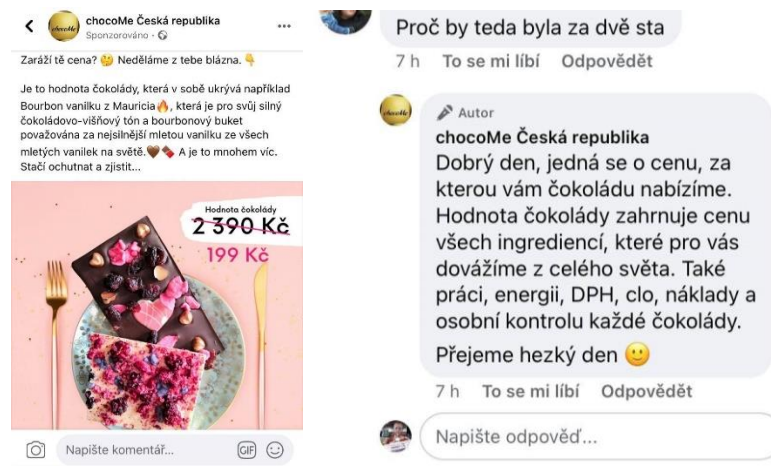 chocoMe Česká republika
Sponzorováno ·
Zaráží tě cena? 🤔 Neděláme z tebe blázna. 👇
Je to hodnota čokolády, která v sobě ukrývá například
Bourbon vanilku z Mauricia🔥, která je pro svůj silný
čokoládovo-višňový tón a bourbonový buket
považována za nejsilnější mletou vanilku ze všech
mletých vanilek na světě.🤎🍫 A je to mnohem víc.
Stačí ochutnat a zjistit...
Hodnota čokolády
2 390 Kč
199 Kč
Napište komentář...
GIF
Proč by teda byla za dvě sta
7 h To se mi líbí Odpovědět
Autor
chocoMe Česká republika
Dobrý den, jedná se o cenu, za
kterou vám čokoládu nabízíme.
Hodnota čokolády zahrnuje cenu
všech ingrediencí, které pro vás
dovážíme z celého světa. Také
práci, energii, DPH, clo, náklady a
osobní kontrolu každé čokolády.
Přejeme hezký den 🙂
7 h To se mi líbí Odpovědět
Napište odpověď...